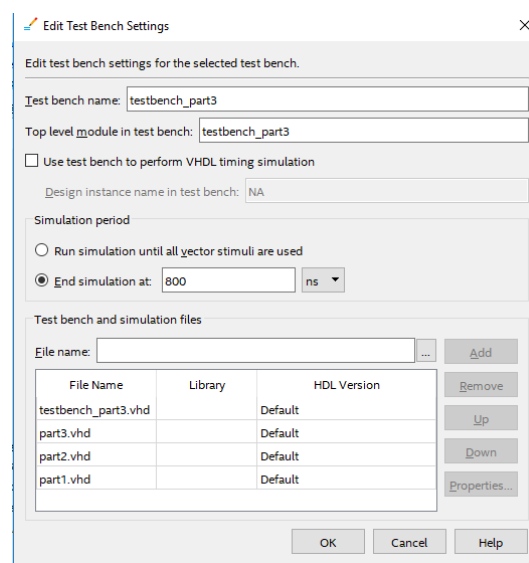 Edit Test Bench Settings
Edit test bench settings for the selected test bench.
Test bench name: testbench_part3
Top level module in test bench: testbench_part3
Use test bench to perform VHDL timing simulation
Design instance name in test bench: NA
Simulation period
Run simulation until all vector stimuli are used
End simulation at: 800 ns
Test bench and simulation files
File name: ... Add
File Name Library HDL Version Remove
testbench_part3.vhd Default
part3.vhd Default Up
part2.vhd Default Down
part1.vhd Default Properties...
OK Cancel Help